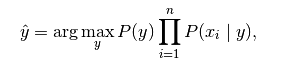 ŷ = arg max_y P(y) ∏_{i=1}^{n} P(x_i | y),